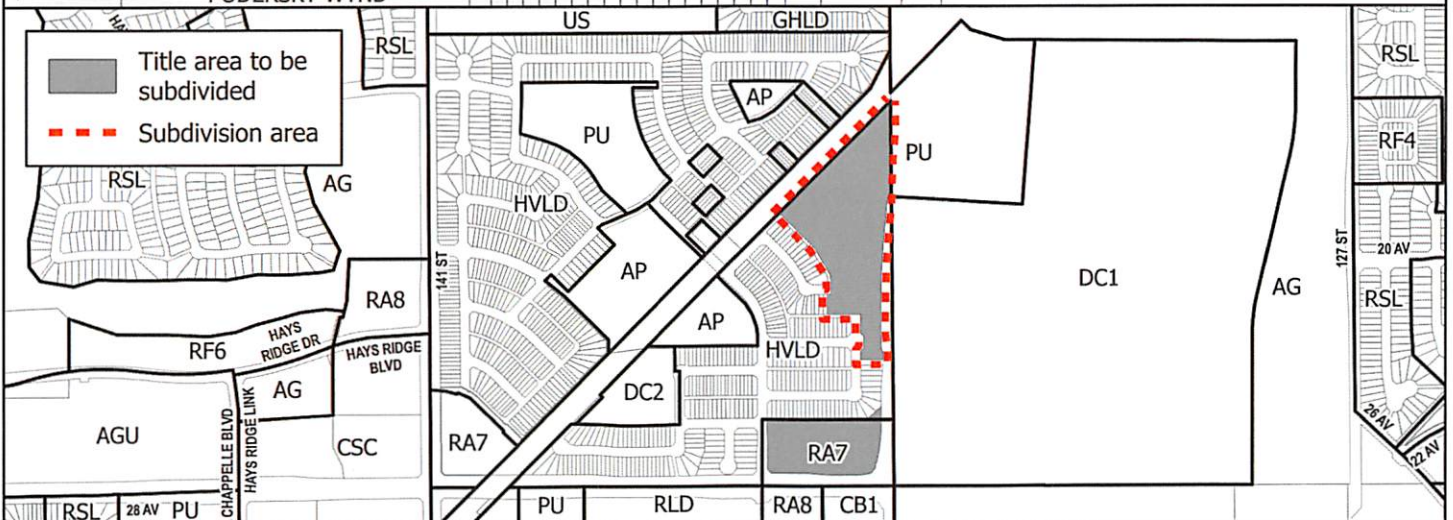 US
GHLD
RSL
RSL
Title area to be
subdivided
Subdivision area
AP
PU
PU
RF4
RSL
AG
HVLD
141 ST
127 ST
20 AV
AP
DC1
AG
RA8
RSL
AP
HAYS
RIDGE DR
RF6
HAYS RIDGE
BLVD
HVLD
AG
DC2
CHAPPELLE BLVD
HAYS RIDGE LINK
AGU
CSC
RA7
RA7
26 AV
22 AV
RSL
28 AV
PU
PU
RLD
RA8
CB1